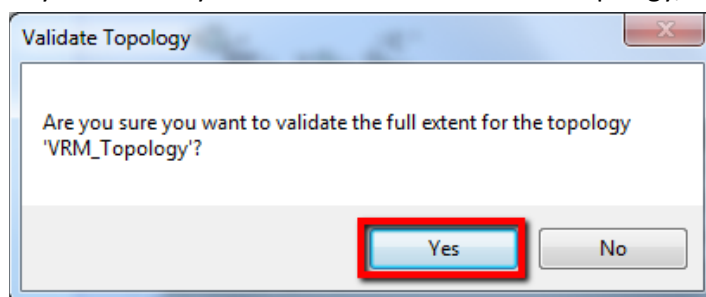 Validate Topology
Are you sure you want to validate the full extent for the topology
'VRM_Topology'?
Yes No